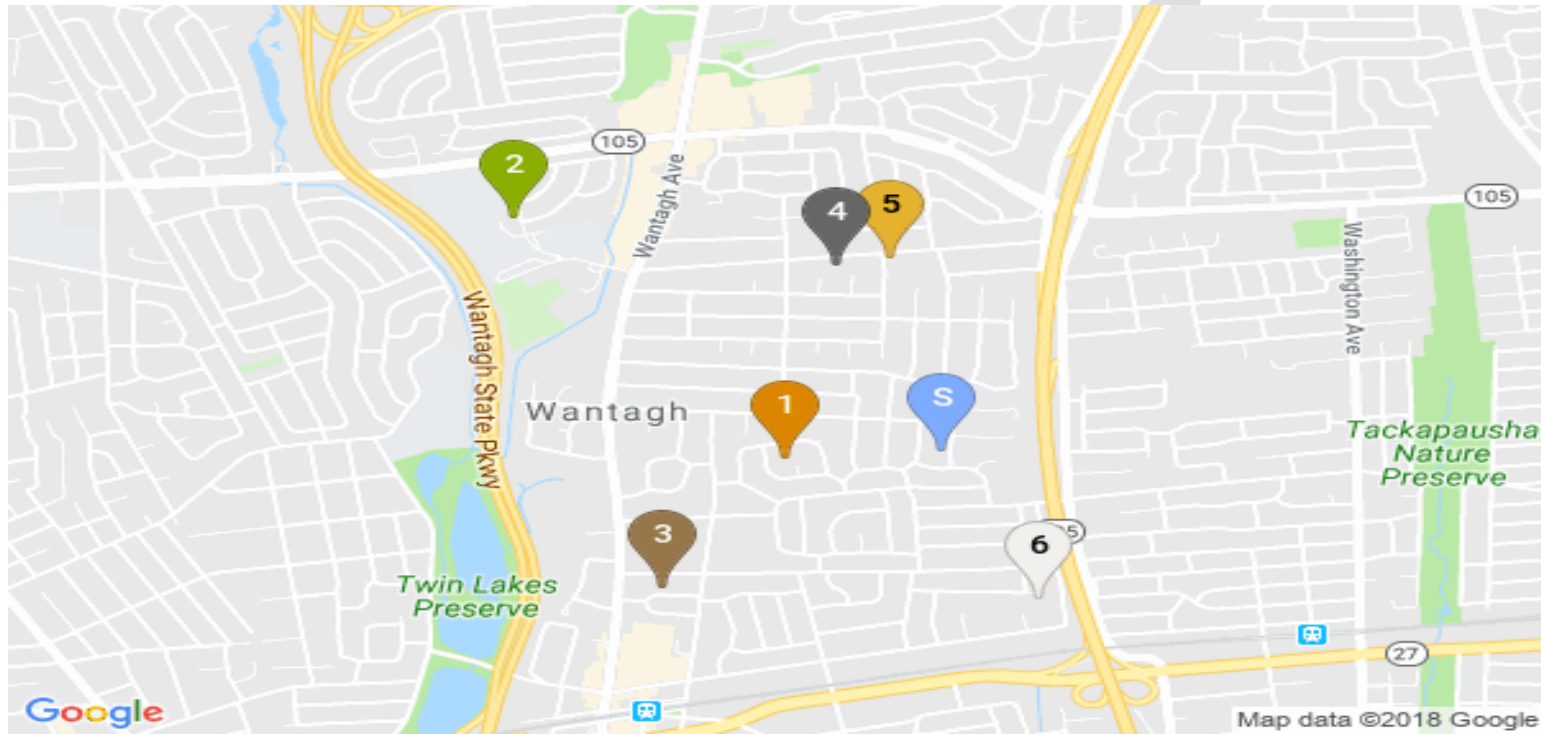 105
2
Wantagh Ave
4
5
105
Washington Ave
Wantagh State Pkwy
Wantagh
1
S
Tackapausha
Nature
Preserve
3
6
5
Twin Lakes
Preserve
27
Google
Map data ©2018 Google